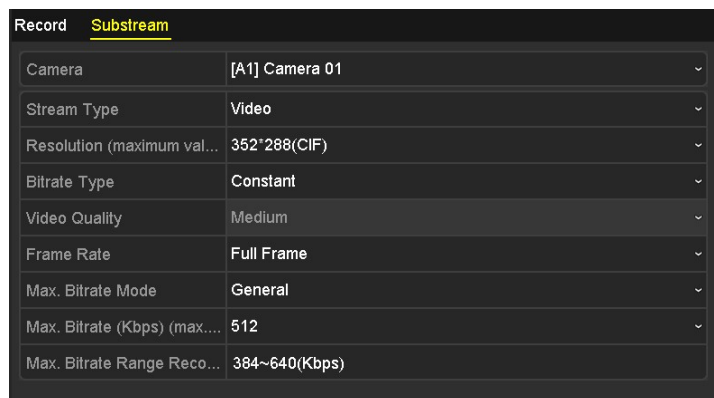 Record Substream
Camera [A1] Camera 01
Stream Type Video
Resolution (maximum val... 352*288(CIF)
Bitrate Type Constant
Video Quality Medium
Frame Rate Full Frame
Max. Bitrate Mode General
Max. Bitrate (Kbps) (max.... 512
Max. Bitrate Range Reco... 384~640(Kbps)